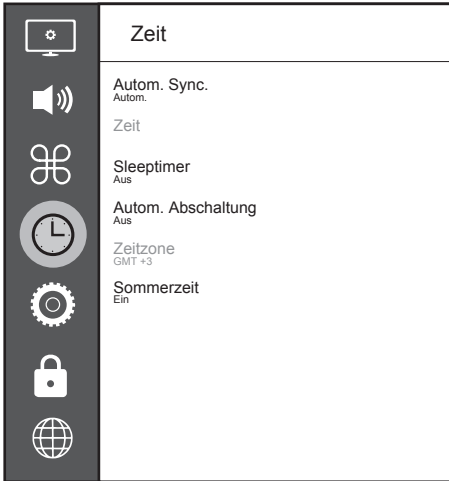 Zeit
Autom. Sync.
Autom.
Zeit
Sleeptimer
Aus
Autom. Abschaltung
Aus
Zeitzone
GMT +3
Sommerzeit
Ein